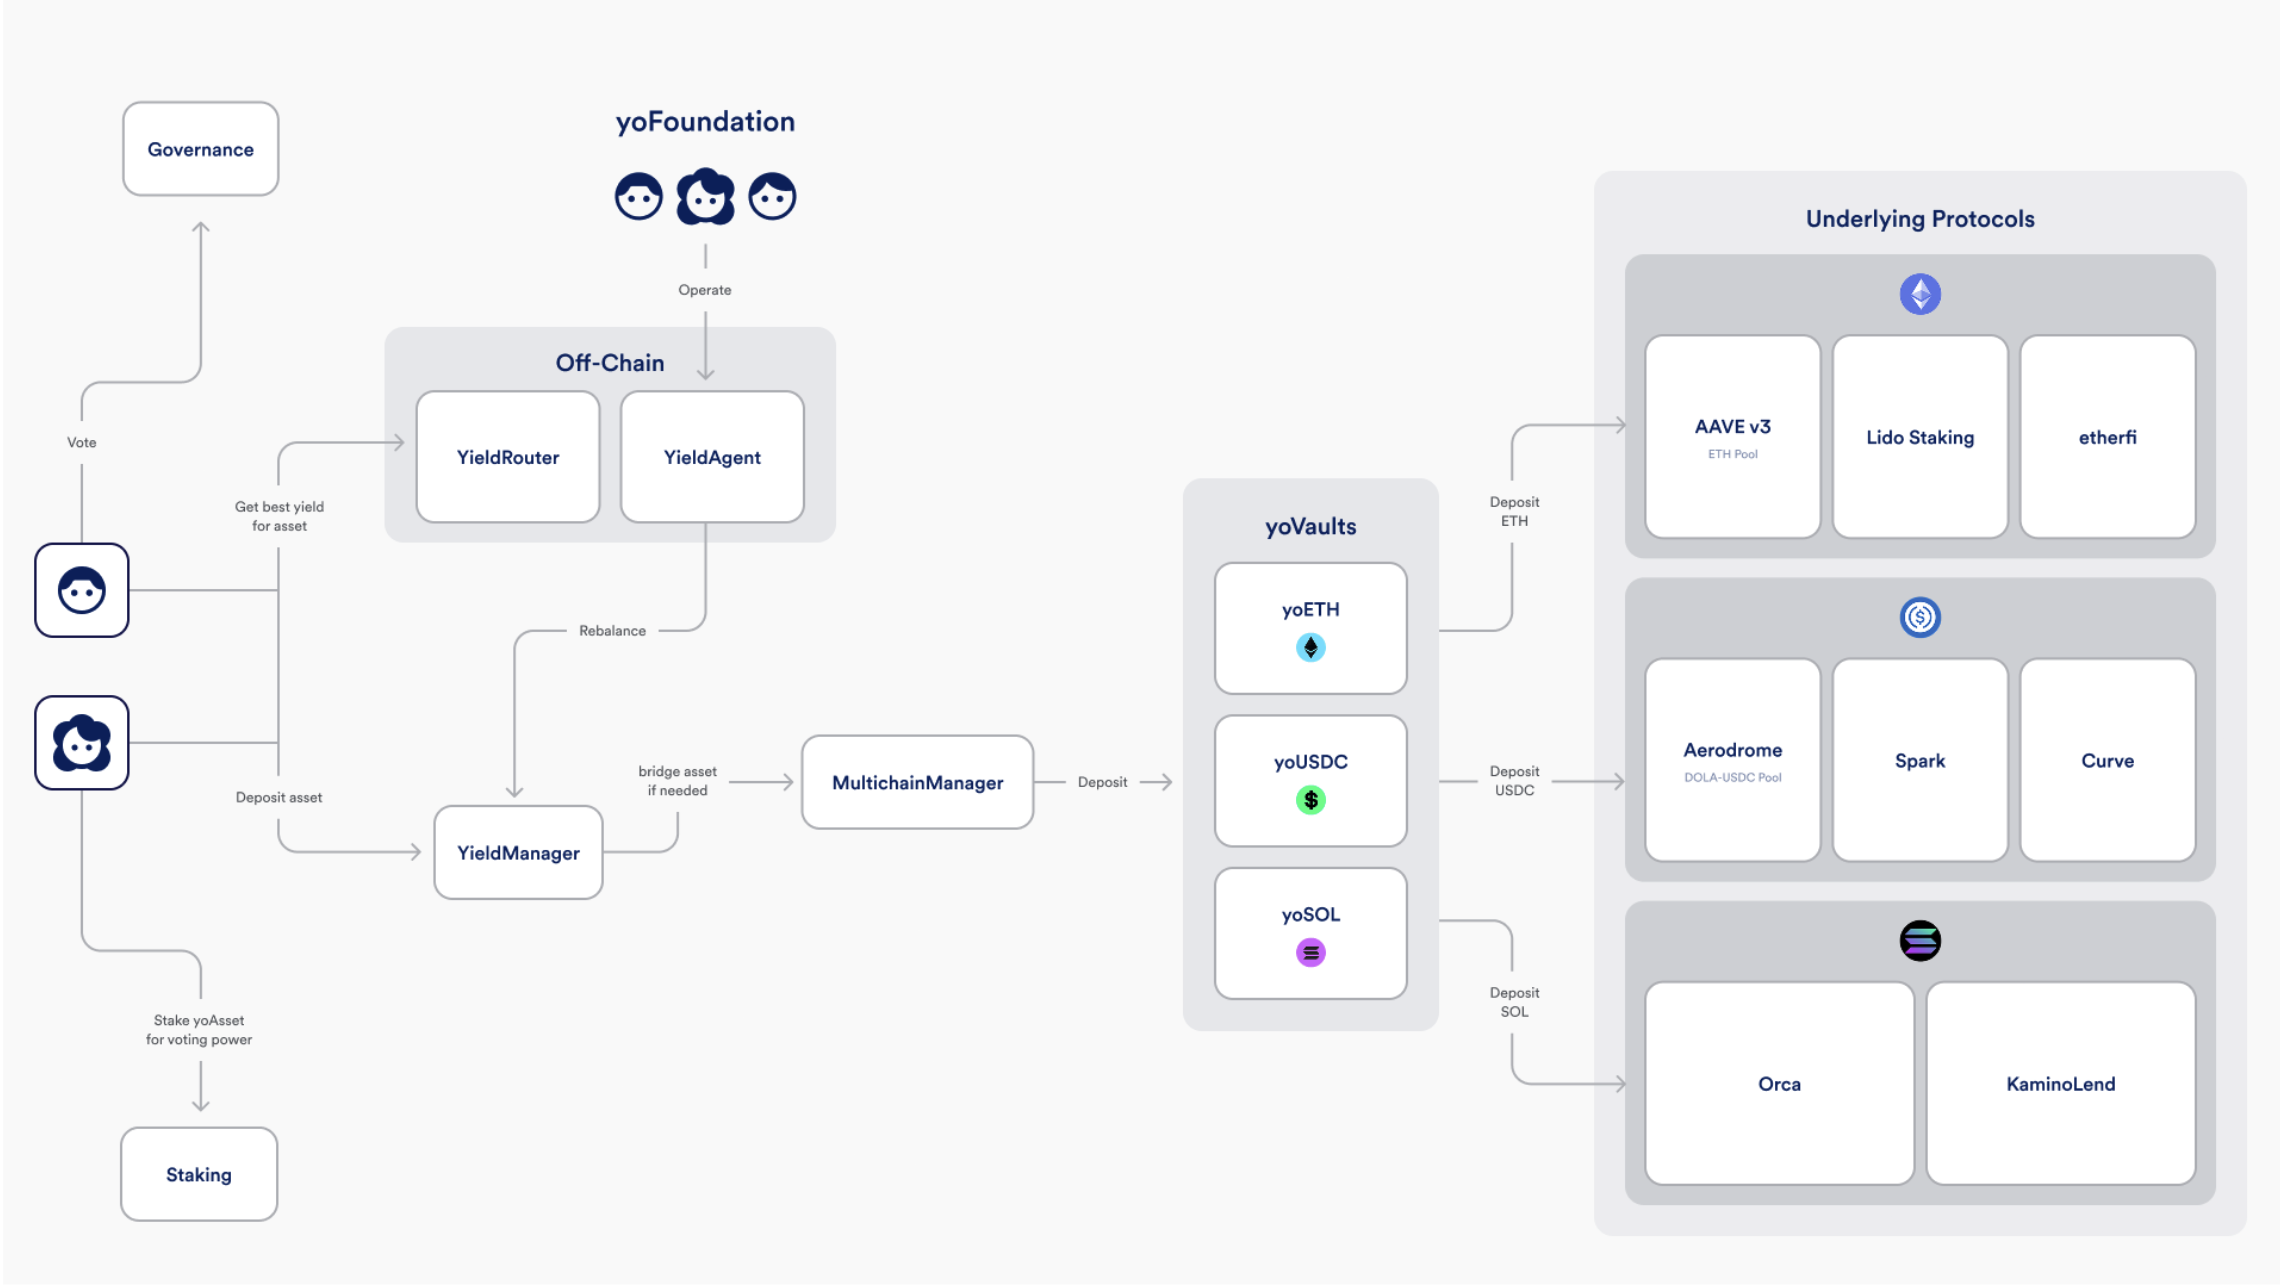 Governance
yoFoundation
Operate
Vote
Get best yield
for asset
Off-Chain
YieldRouter
YieldAgent
Rebalance
Deposit asset
YieldManager
bridge asset
if needed
MultichainManager
Deposit
Stake yoAsset
for voting power
Staking
yoVaults
yoETH
yoUSDC
$
yoSOL
Deposit
ETH
Deposit
USDC
Deposit
SOL
Underlying Protocols
AAVE v3
ETH Pool
Lido Staking
etherfi
$
Aerodrome
DOLA-USDC Pool
Spark
Curve
Orca
KaminoLend